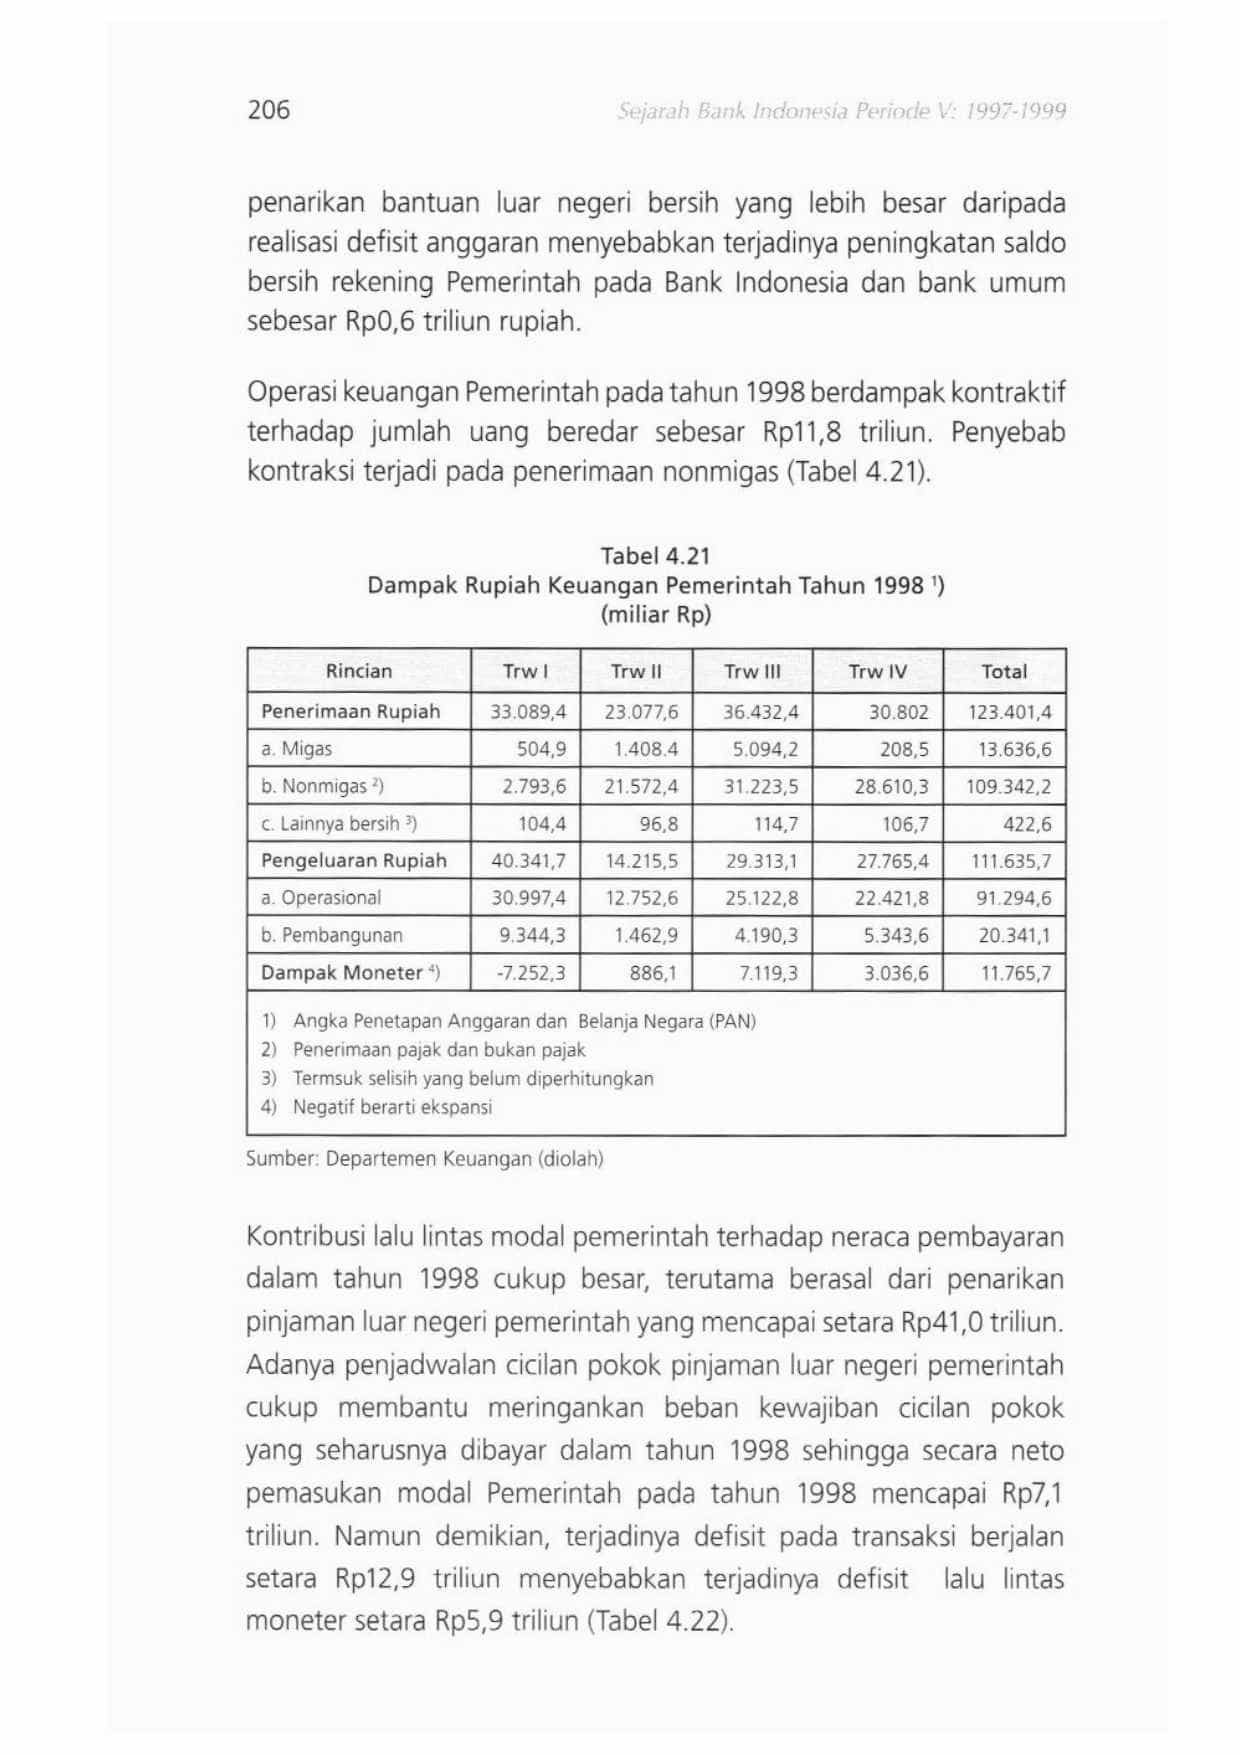 206 Sejarah Bank Indonesia Periode V: 1997-1999
penarikan bantuan luar negeri bersih yang lebih besar daripada
realisasi defisit anggaran menyebabkan terjadinya peningkatan saldo
bersih rekening Pemerintah pada Bank Indonesia dan bank umum
sebesar Rp0,6 triliun rupiah.
Operasi keuangan Pemerintah pada tahun 1998 berdampak kontraktif
terhadap jumlah uang beredar sebesar Rp11,8 triliun. Penyebab
kontraksi terjadi pada penerimaan nonmigas (Tabel 4.21).
Tabel 4.21
Dampak Rupiah Keuangan Pemerintah Tahun 1998 ¹)
(miliar Rp)
Rincian Trw I Trw II Trw III Trw IV Total
Penerimaan Rupiah 33.089,4 23.077,6 36.432,4 30.802 123.401,4
a. Migas 504,9 1.408.4 5.094,2 208,5 13.636,6
b. Nonmigas ²) 2.793,6 21.572,4 31.223,5 28.610,3 109.342,2
c. Lainnya bersih ³) 104,4 96,8 114,7 106,7 422,6
Pengeluaran Rupiah 40.341,7 14.215,5 29.313,1 27.765,4 111.635,7
a. Operasional 30.997,4 12.752,6 25.122,8 22.421,8 91.294,6
b. Pembangunan 9.344,3 1.462,9 4.190,3 5.343,6 20.341,1
Dampak Moneter ⁴) -7.252,3 886,1 7.119,3 3.036,6 11.765,7
1) Angka Penetapan Anggaran dan Belanja Negara (PAN)
2) Penerimaan pajak dan bukan pajak
3) Termsuk selisih yang belum diperhitungkan
4) Negatif berarti ekspansi
Sumber: Departemen Keuangan (diolah)
Kontribusi lalu lintas modal pemerintah terhadap neraca pembayaran
dalam tahun 1998 cukup besar, terutama berasal dari penarikan
pinjaman luar negeri pemerintah yang mencapai setara Rp41,0 triliun.
Adanya penjadwalan cicilan pokok pinjaman luar negeri pemerintah
cukup membantu meringankan beban kewajiban cicilan pokok
yang seharusnya dibayar dalam tahun 1998 sehingga secara neto
pemasukan modal Pemerintah pada tahun 1998 mencapai Rp7,1
triliun. Namun demikian, terjadinya defisit pada transaksi berjalan
setara Rp12,9 triliun menyebabkan terjadinya defisit lalu lintas
moneter setara Rp5,9 triliun (Tabel 4.22).